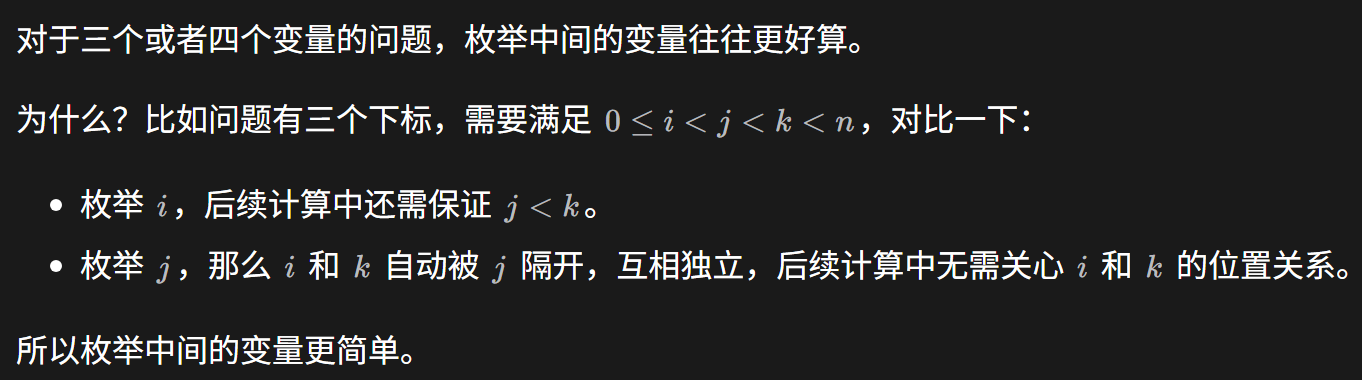 对于三个或者四个变量的问题，枚举中间的变量往往更好算。
为什么？比如问题有三个下标，需要满足 0 ≤ i < j < k < n，对比一下：
• 枚举 i，后续计算中还需保证 j < k。
• 枚举 j，那么 i 和 k 自动被 j 隔开，互相独立，后续计算中无需关心 i 和 k 的位置关系。
所以枚举中间的变量更简单。